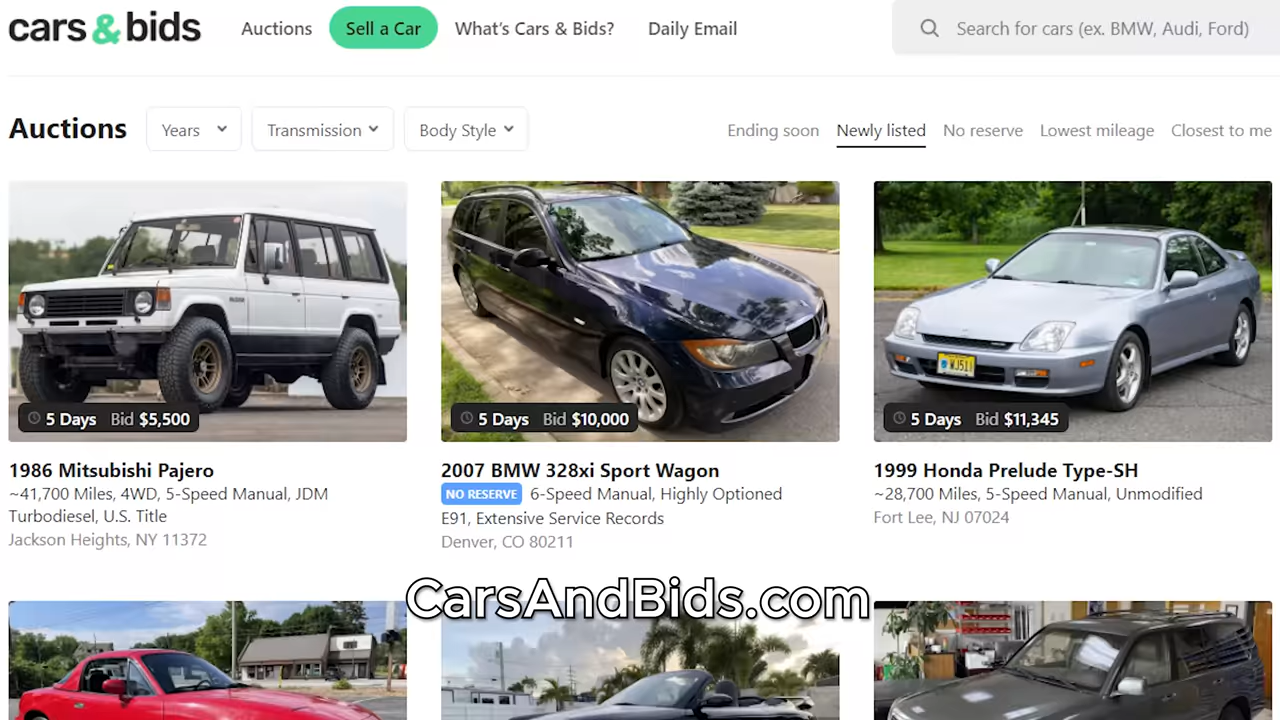 cars & bids Auctions Sell a Car What's Cars & Bids? Daily Email Search for cars (ex. BMW, Audi, Ford)
Auctions Years Transmission Body Style Ending soon Newly listed No reserve Lowest mileage Closest to me
5 Days Bid $5,500
5 Days Bid $10,000
5 Days Bid $11,345
1986 Mitsubishi Pajero
~41,700 Miles, 4WD, 5-Speed Manual, JDM
Turbodiesel, U.S. Title
Jackson Heights, NY 11372
2007 BMW 328xi Sport Wagon
NO RESERVE 6-Speed Manual, Highly Optioned
E91, Extensive Service Records
Denver, CO 80211
1999 Honda Prelude Type-SH
~28,700 Miles, 5-Speed Manual, Unmodified
Fort Lee, NJ 07024
CarsAndBids.com